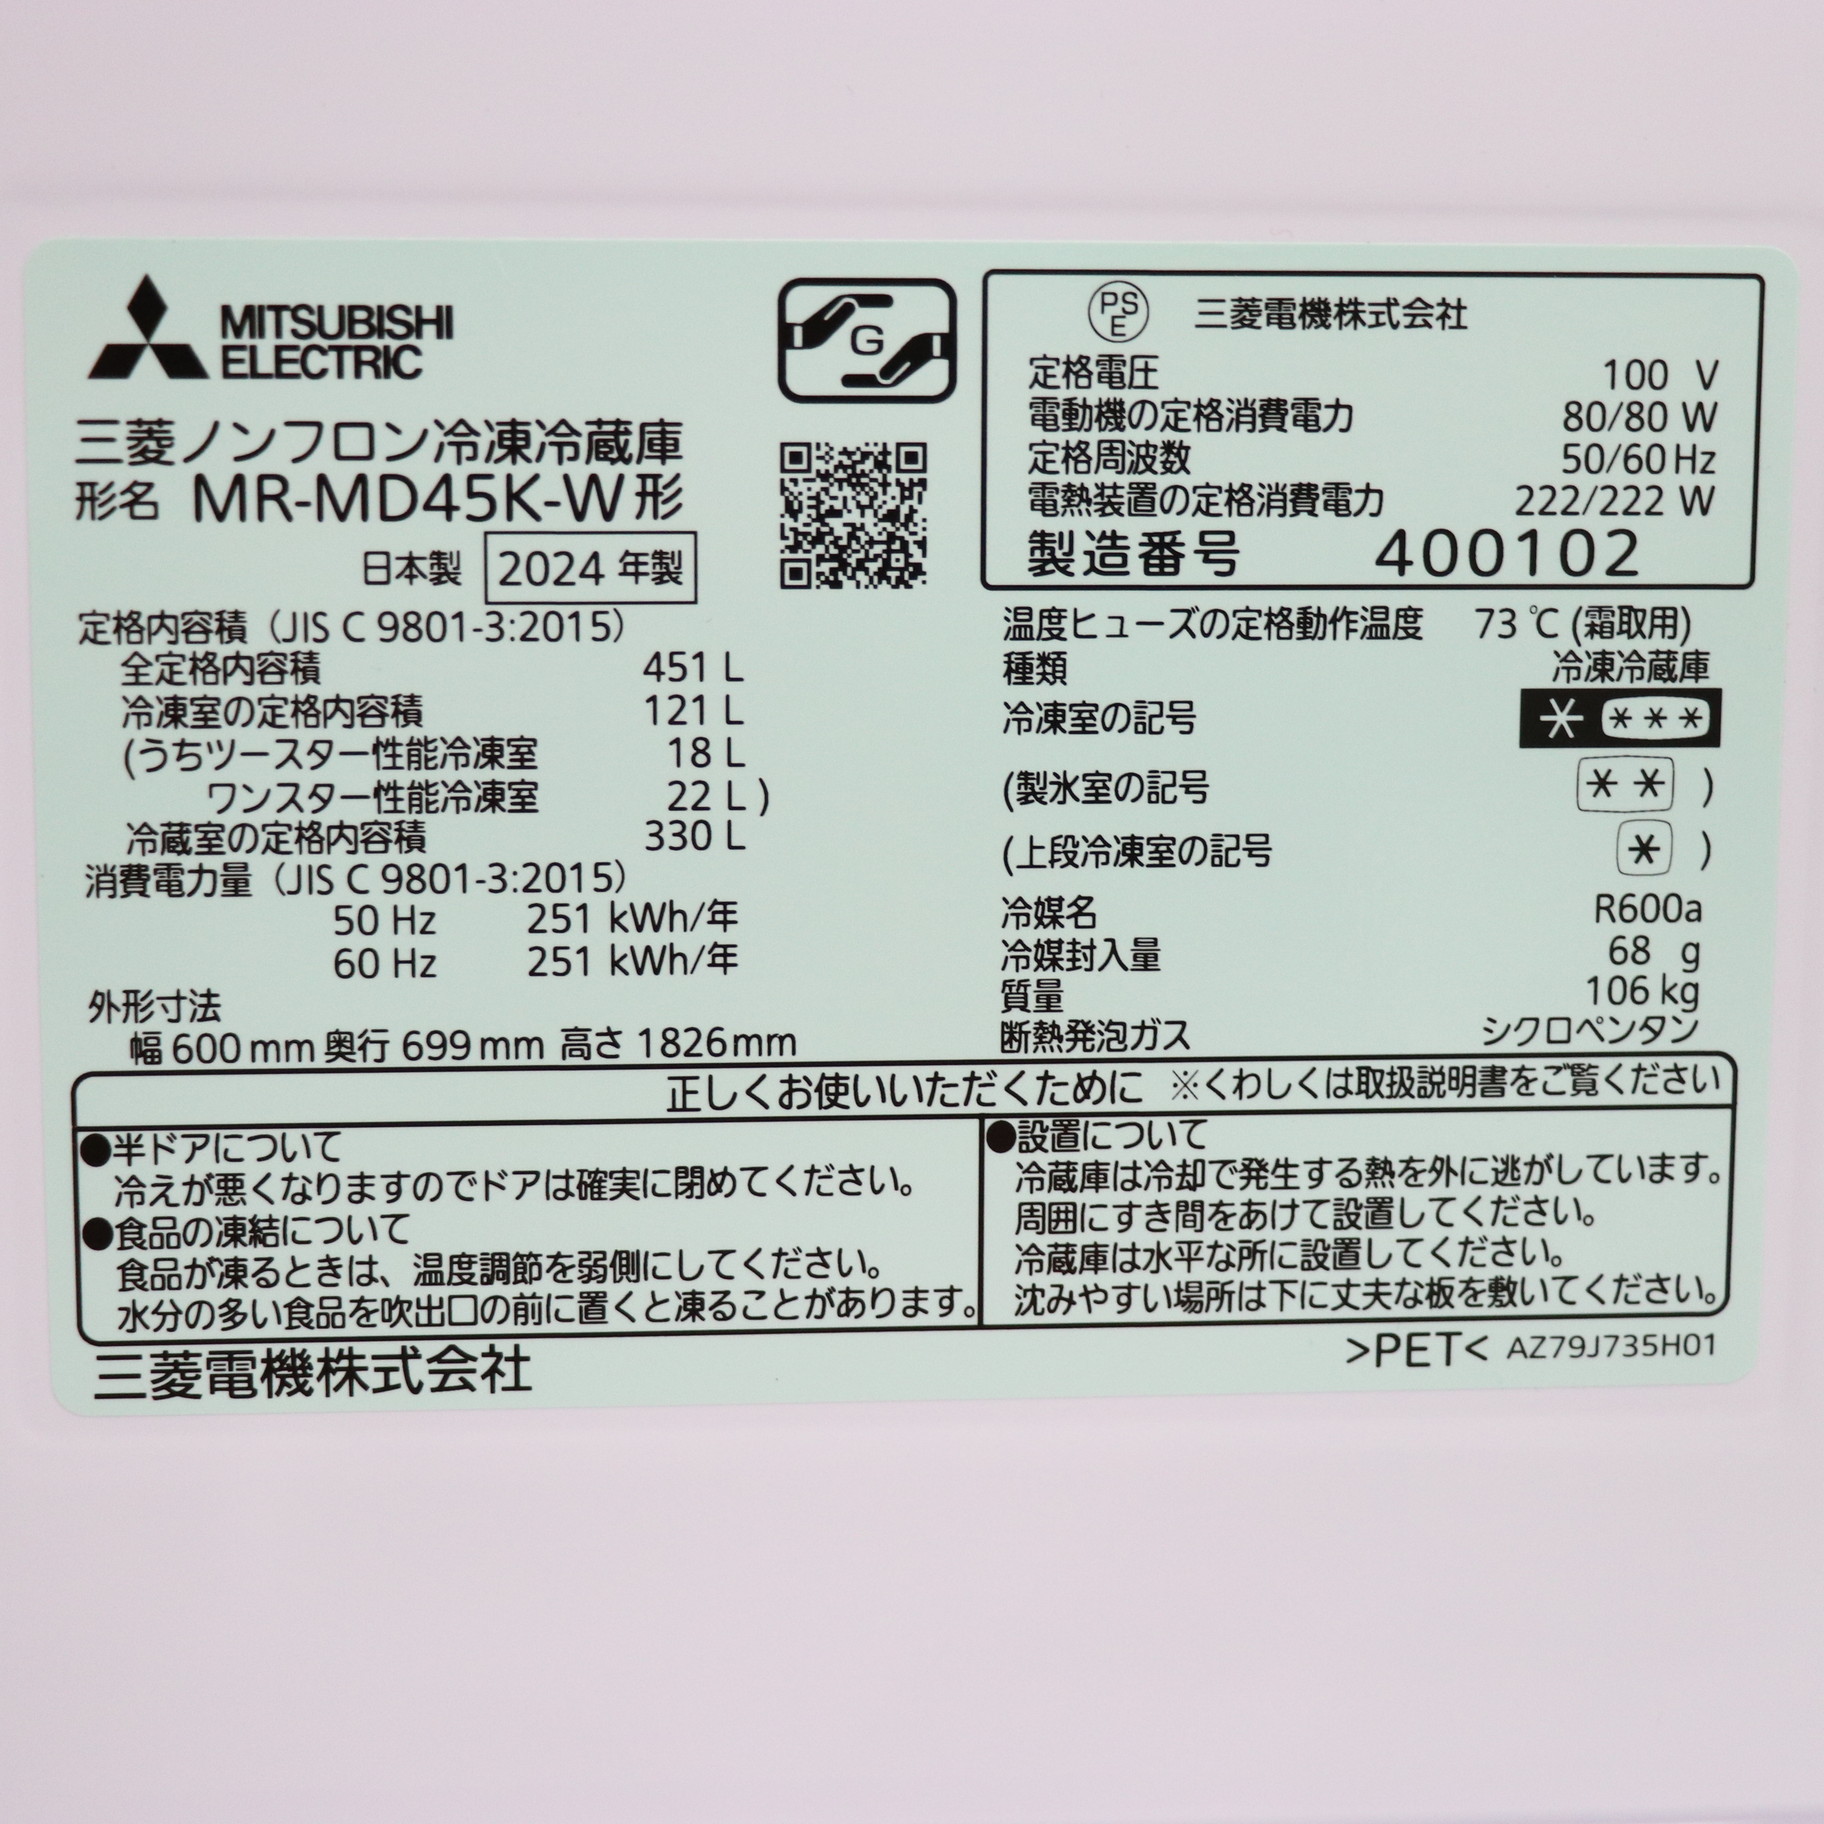 MITSUBISHI
ELECTRIC
三菱ノンフロン冷凍冷蔵庫
形名 MR-MD45K-W形
日本製 2024 年製
定格内容積（JIS C 9801-3:2015）
全定格内容積 451 L
冷凍室の定格内容積 121 L
(うちツースター性能冷凍室 18 L
ワンスター性能冷凍室 22 L )
冷蔵室の定格内容積 330 L
消費電力量（JIS C 9801-3:2015）
50 Hz 251 kWh/年
60 Hz 251 kWh/年
外形寸法
幅 600 mm 奥行 699 mm 高さ 1826mm
G
PSE 三菱電機株式会社
定格電圧 100 V
電動機の定格消費電力 80/80 W
定格周波数 50/60 Hz
電熱装置の定格消費電力 222/222 W
製造番号 400102
温度ヒューズの定格動作温度 73 ℃ (霜取用)
種類 冷凍冷蔵庫
冷凍室の記号 * ***
(製氷室の記号 ** )
(上段冷凍室の記号 * )
冷媒名 R600a
冷媒封入量 68 g
質量 106 kg
断熱発泡ガス シクロペンタン
正しくお使いいただくために ※くわしくは取扱説明書をご覧ください
●半ドアについて
冷えが悪くなりますのでドアは確実に閉めてください。
●食品の凍結について
食品が凍るときは、温度調節を弱側にしてください。
水分の多い食品を吹出口の前に置くと凍ることがあります。
●設置について
冷蔵庫は冷却で発生する熱を外に逃がしています。
周囲にすき間をあけて設置してください。
冷蔵庫は水平な所に設置してください。
沈みやすい場所は下に丈夫な板を敷いてください。
三菱電機株式会社
>PET< AZ79J735H01